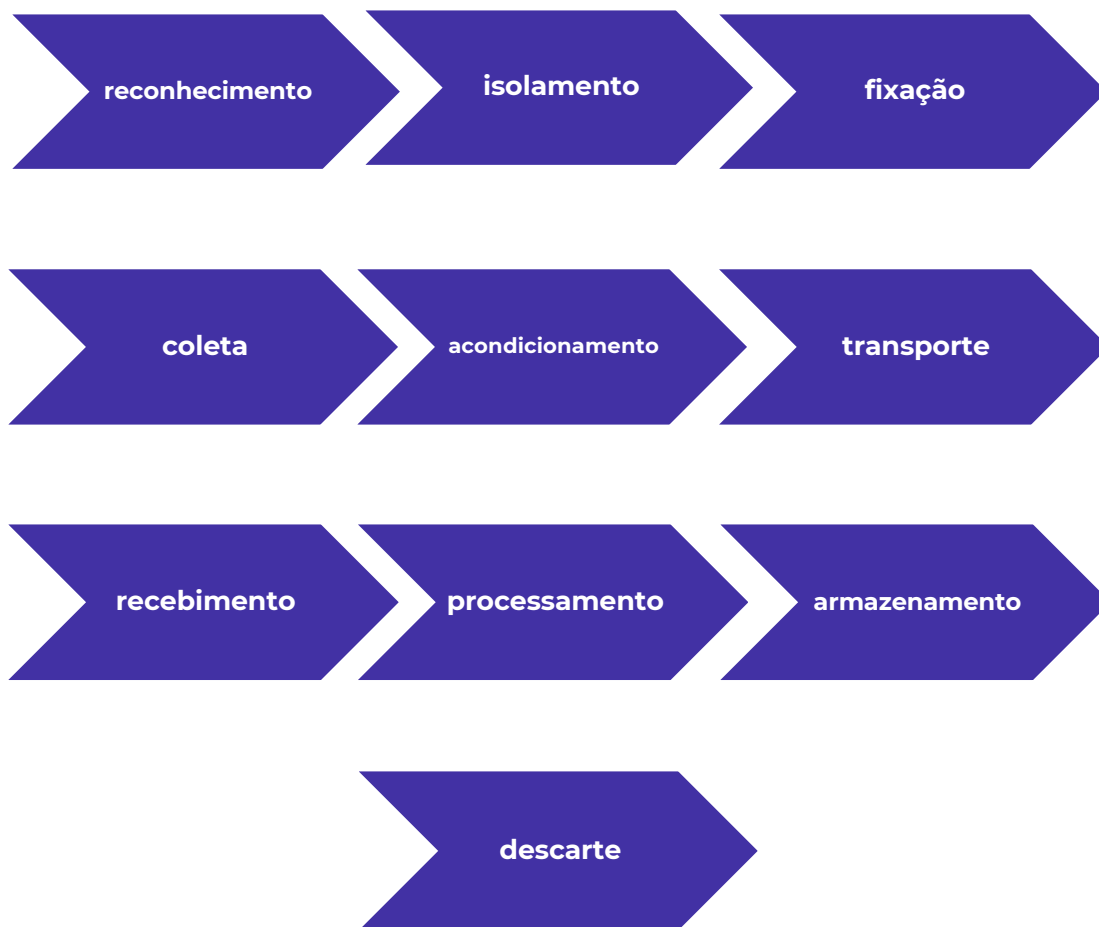 reconhecimento
isolamento
fixação
coleta
acondicionamento
transporte
recebimento
processamento
armazenamento
descarte